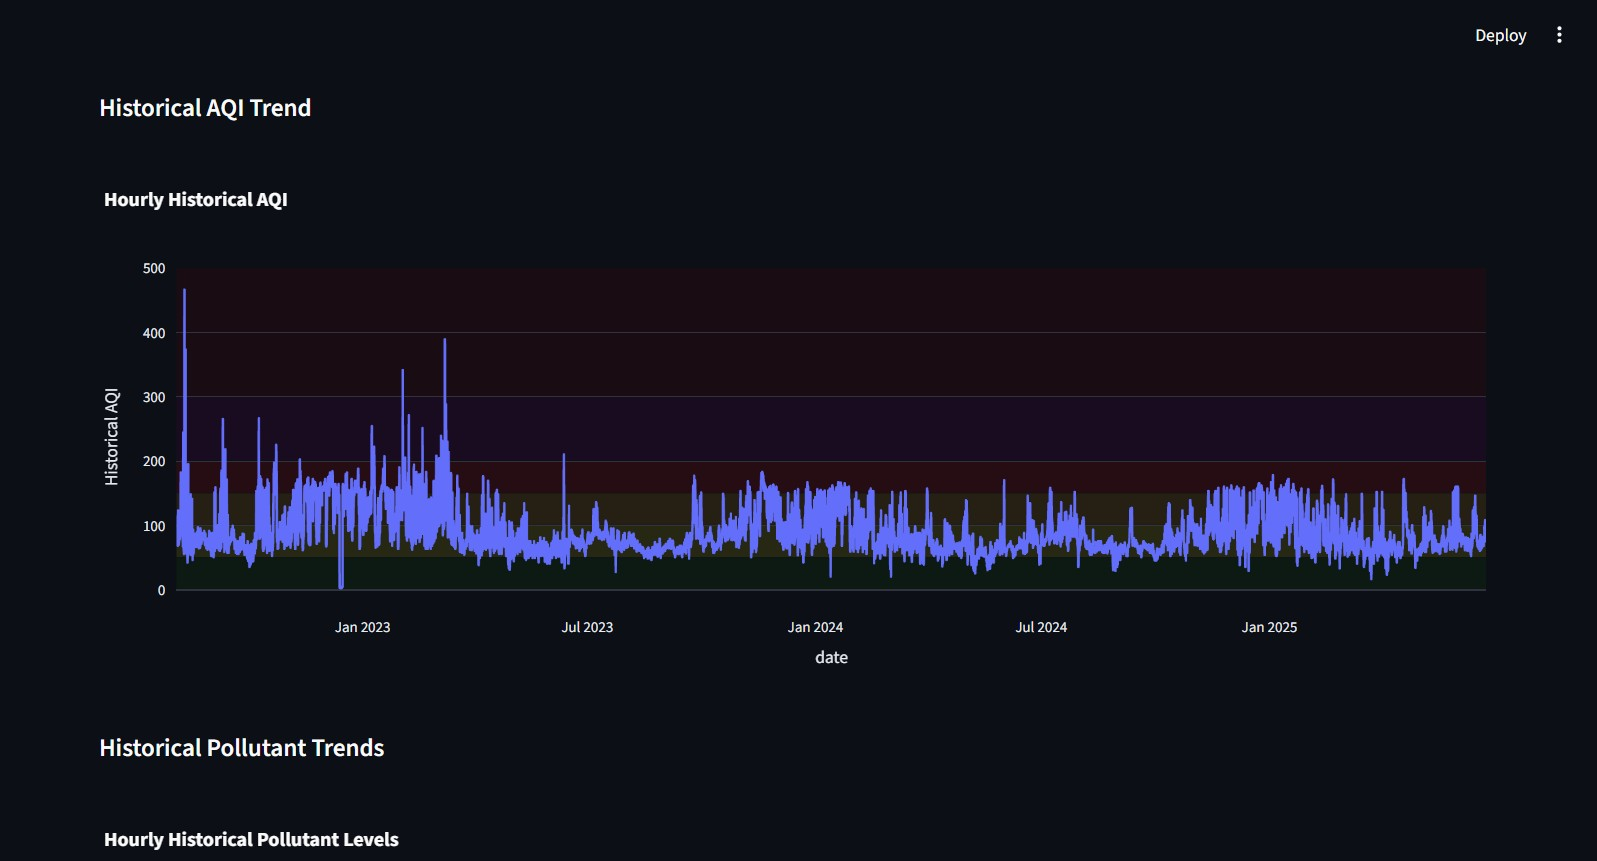 Deploy
Historical AQI Trend
Hourly Historical AQI
500
400
300
200
100
0
Historical AQI
Jan 2023
Jul 2023
Jan 2024
Jul 2024
Jan 2025
date
Historical Pollutant Trends
Hourly Historical Pollutant Levels